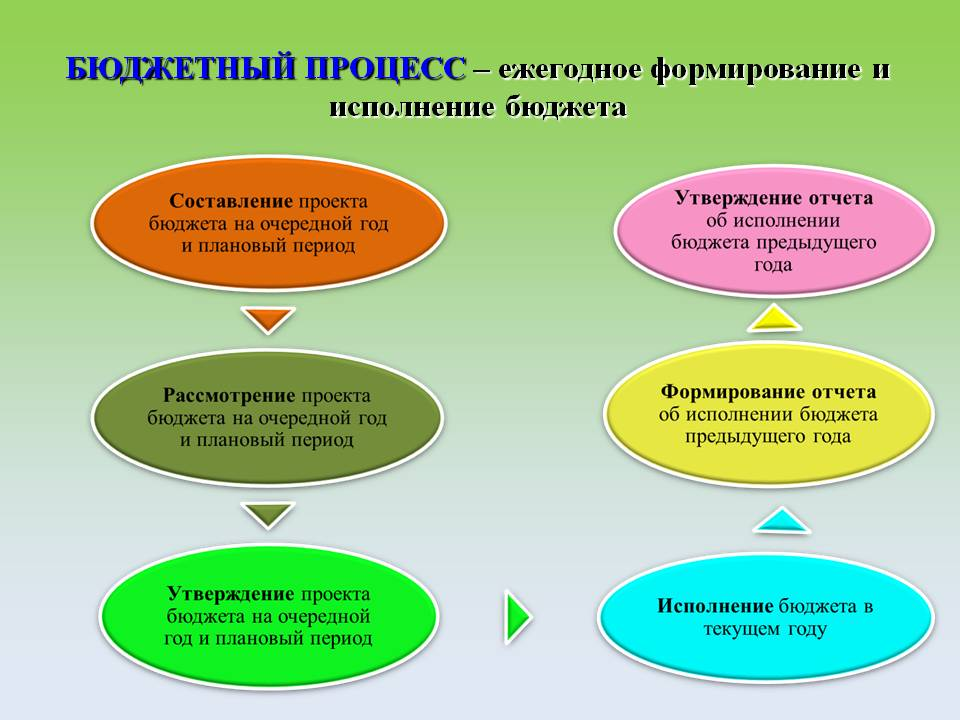 БЮДЖЕТНЫЙ ПРОЦЕСС – ежегодное формирование и
исполнение бюджета
Составление проекта
бюджета на очередной год
и плановый период
Рассмотрение проекта
бюджета на очередной год
и плановый период
Утверждение проекта
бюджета на очередной
год и плановый период
Исполнение бюджета в
текущем году
Формирование отчета
об исполнении бюджета
предыдущего года
Утверждение отчета
об исполнении
бюджета предыдущего
года